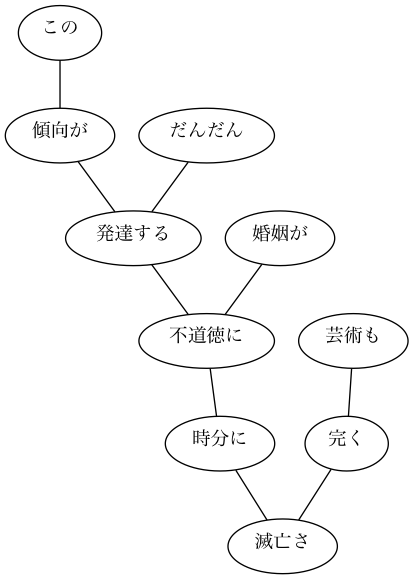 この
傾向が
だんだん
発達する
婚姻が
不道徳に
芸術も
時分に
完く
滅亡さ